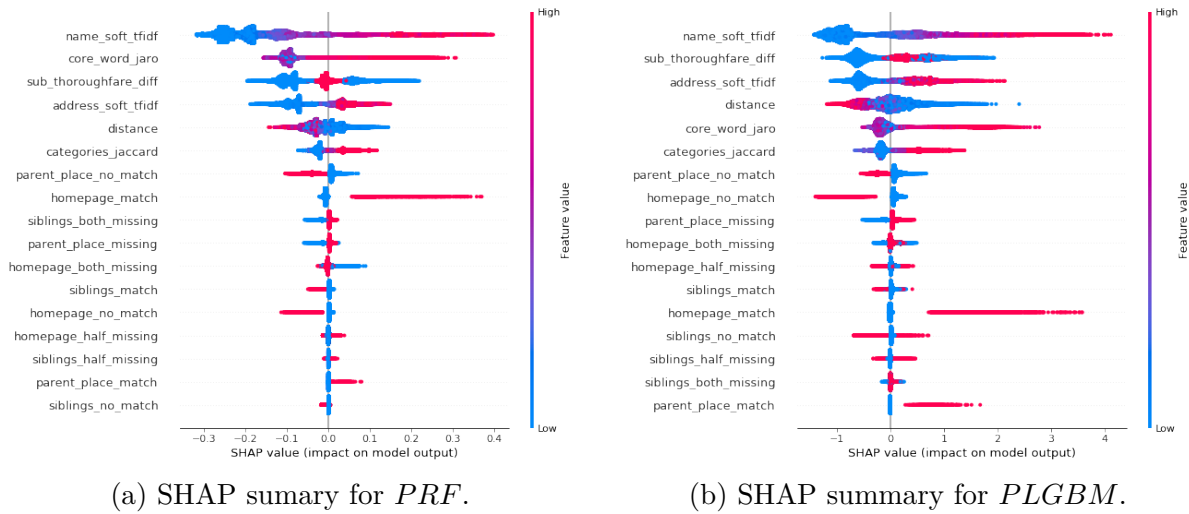 name_soft_tfidf
core_word_jaro
sub_thoroughfare_diff
address_soft_tfidf
distance
categories_jaccard
parent_place_no_match
homepage_match
siblings_both_missing
parent_place_missing
homepage_both_missing
siblings_match
homepage_no_match
homepage_half_missing
siblings_half_missing
parent_place_match
siblings_no_match
−0.3 −0.2 −0.1 0.0 0.1 0.2 0.3 0.4
SHAP value (impact on model output)
High
Feature value
Low
(a) SHAP sumary for PRF.
name_soft_tfidf
sub_thoroughfare_diff
address_soft_tfidf
distance
core_word_jaro
categories_jaccard
parent_place_no_match
homepage_no_match
parent_place_missing
homepage_both_missing
homepage_half_missing
siblings_match
homepage_match
siblings_no_match
siblings_half_missing
siblings_both_missing
parent_place_match
−1 0 1 2 3 4
SHAP value (impact on model output)
High
Feature value
Low
(b) SHAP summary for PLGBM.